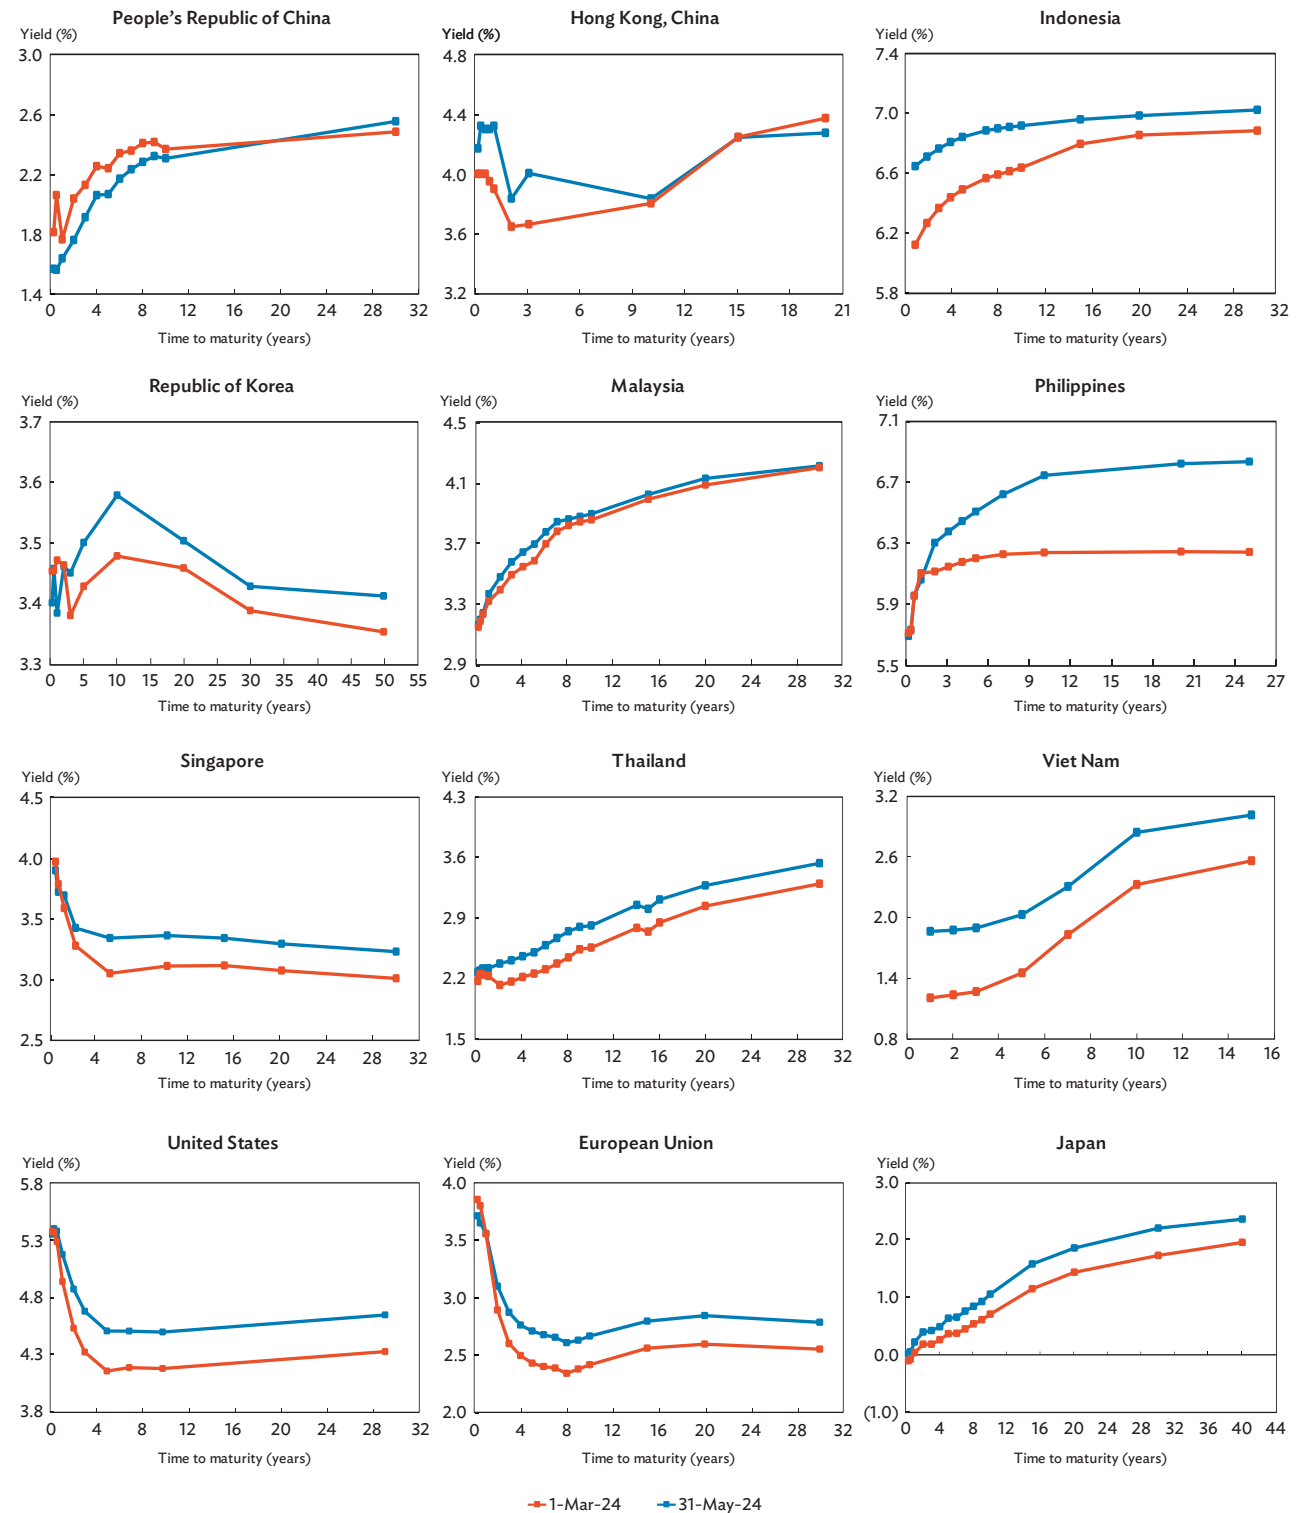 People's Republic of China
Yield (%)
3.0
2.6
2.2
1.8
1.4
0 4 8 12 16 20 24 28 32
Time to maturity (years)
Hong Kong, China
Yield (%)
4.8
4.4
4.0
3.6
3.2
0 3 6 9 12 15 18 21
Time to maturity (years)
Indonesia
Yield (%)
7.4
7.0
6.6
6.2
5.8
0 4 8 12 16 20 24 28 32
Time to maturity (years)
Republic of Korea
Yield (%)
3.7
3.6
3.5
3.4
3.3
0 5 10 15 20 25 30 35 40 45 50 55
Time to maturity (years)
Malaysia
Yield (%)
4.5
4.1
3.7
3.3
2.9
0 4 8 12 16 20 24 28 32
Time to maturity (years)
Philippines
Yield (%)
7.1
6.7
6.3
5.9
5.5
0 3 6 9 12 15 18 21 24 27
Time to maturity (years)
Singapore
Yield (%)
4.5
4.0
3.5
3.0
2.5
0 4 8 12 16 20 24 28 32
Time to maturity (years)
Thailand
Yield (%)
4.3
3.6
2.9
2.2
1.5
0 4 8 12 16 20 24 28 32
Time to maturity (years)
Viet Nam
Yield (%)
3.2
2.6
2.0
1.4
0.8
0 2 4 6 8 10 12 14 16
Time to maturity (years)
United States
Yield (%)
5.8
5.3
4.8
4.3
3.8
0 4 8 12 16 20 24 28 32
Time to maturity (years)
European Union
Yield (%)
4.0
3.5
3.0
2.5
2.0
0 4 8 12 16 20 24 28 32
Time to maturity (years)
Japan
Yield (%)
3.0
2.0
1.0
0.0
(1.0)
0 4 8 12 16 20 24 28 32 36 40 44
Time to maturity (years)
1-Mar-24 31-May-24